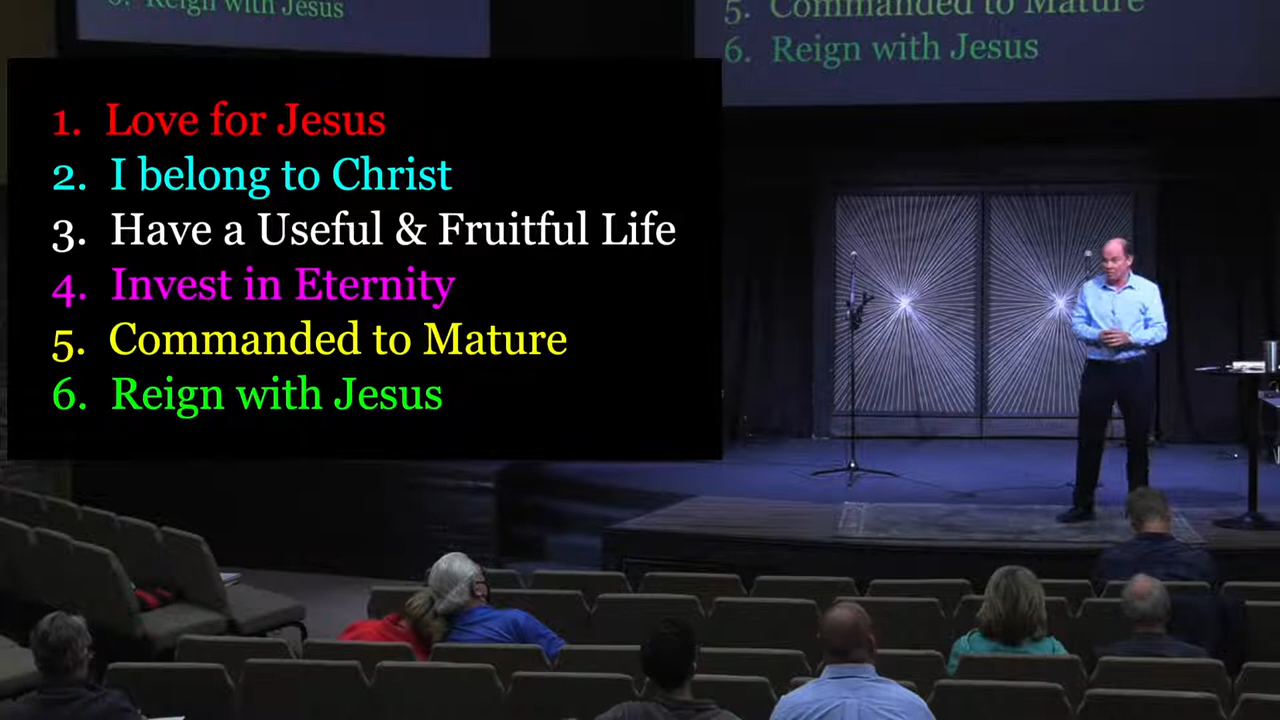 5. Reign with Jesus
5. Commanded to Mature
6. Reign with Jesus
1. Love for Jesus
2. I belong to Christ
3. Have a Useful & Fruitful Life
4. Invest in Eternity
5. Commanded to Mature
6. Reign with Jesus